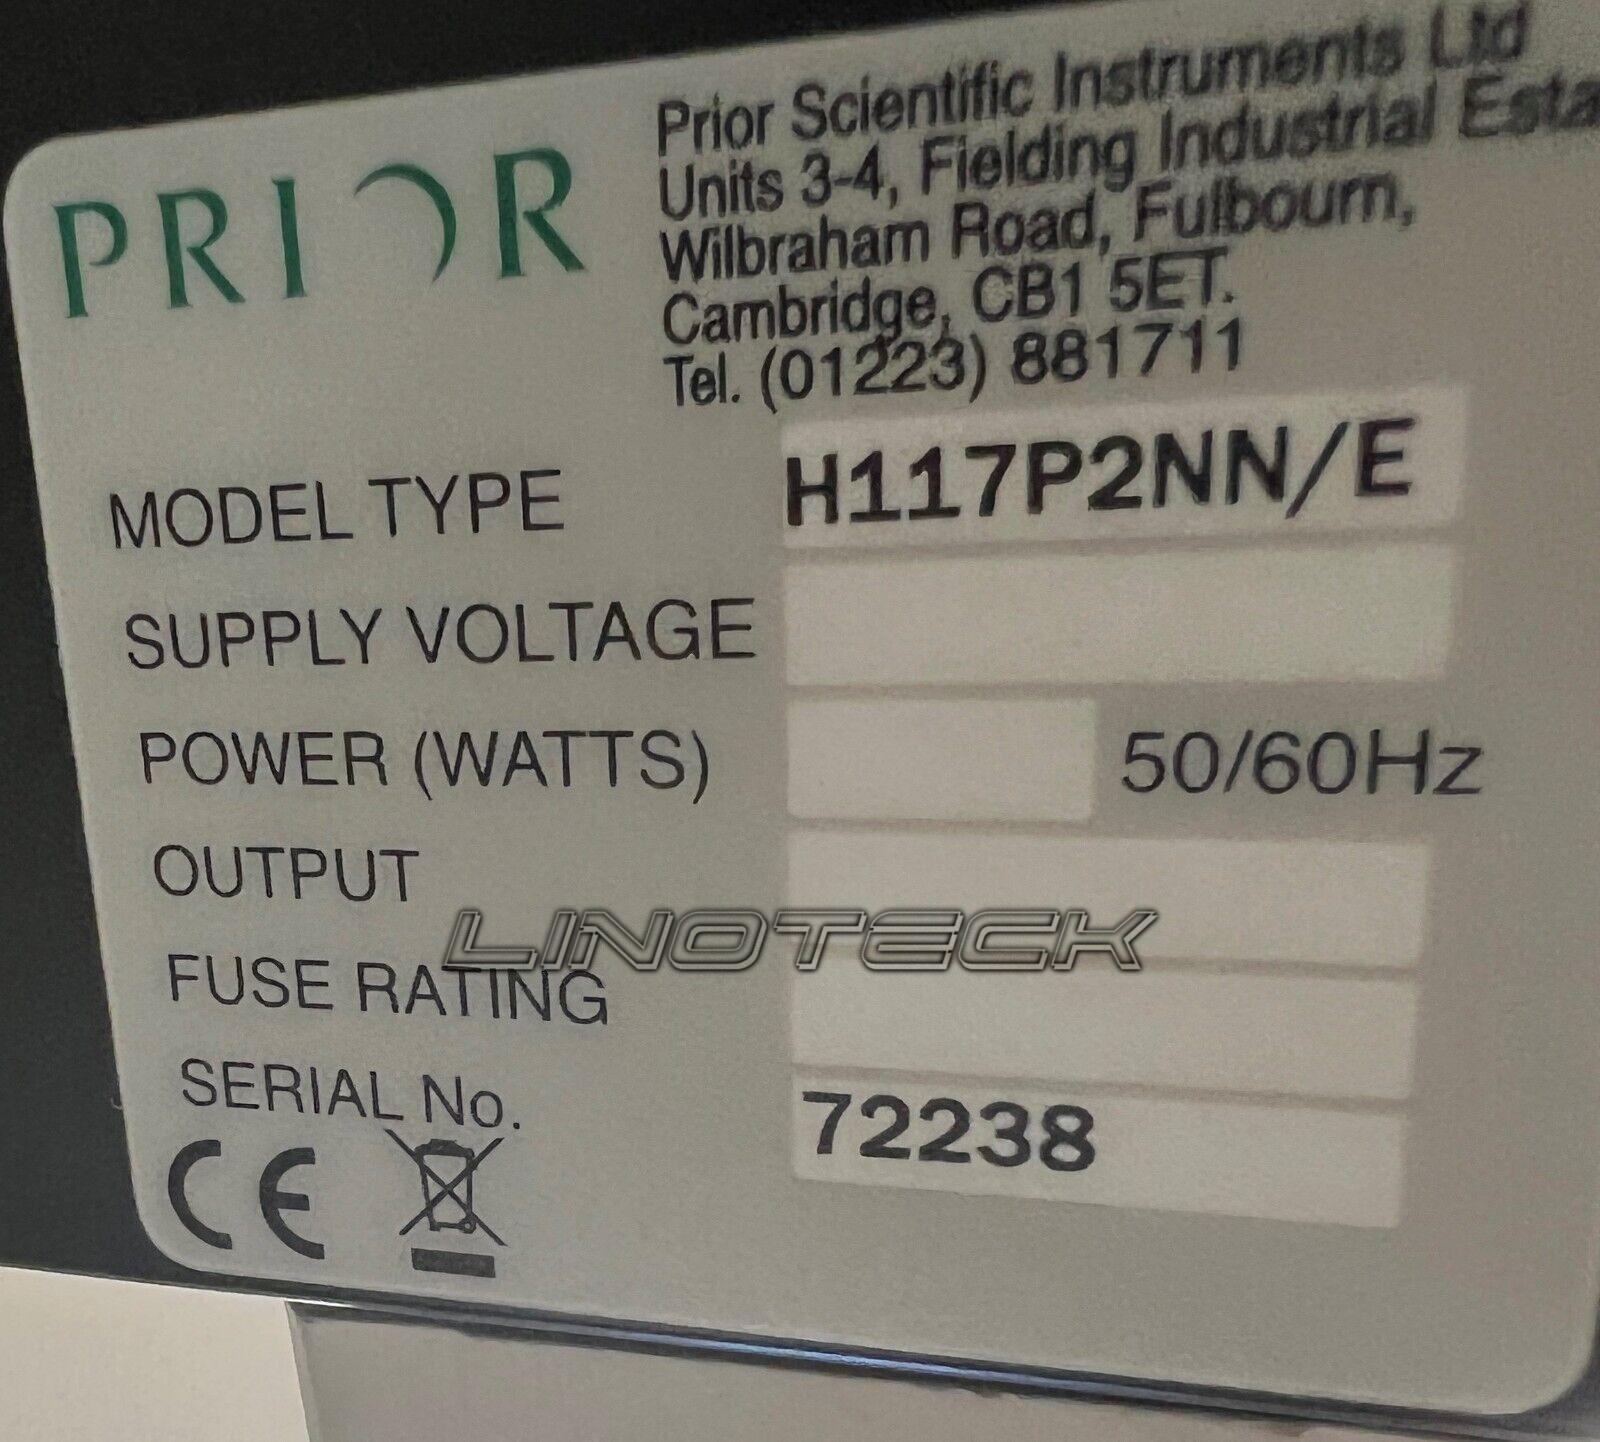 PRIOR
Prior Scientific Instruments Ltd
Units 3-4, Fielding Industrial Esta
Wilbraham Road, Fulbourn,
Cambridge, CB1 5ET.
Tel. (01223) 881711
MODEL TYPE H117P2NN/E
SUPPLY VOLTAGE
POWER (WATTS) 50/60Hz
OUTPUT
LINOTECK
FUSE RATING
SERIAL No. 72238
CE